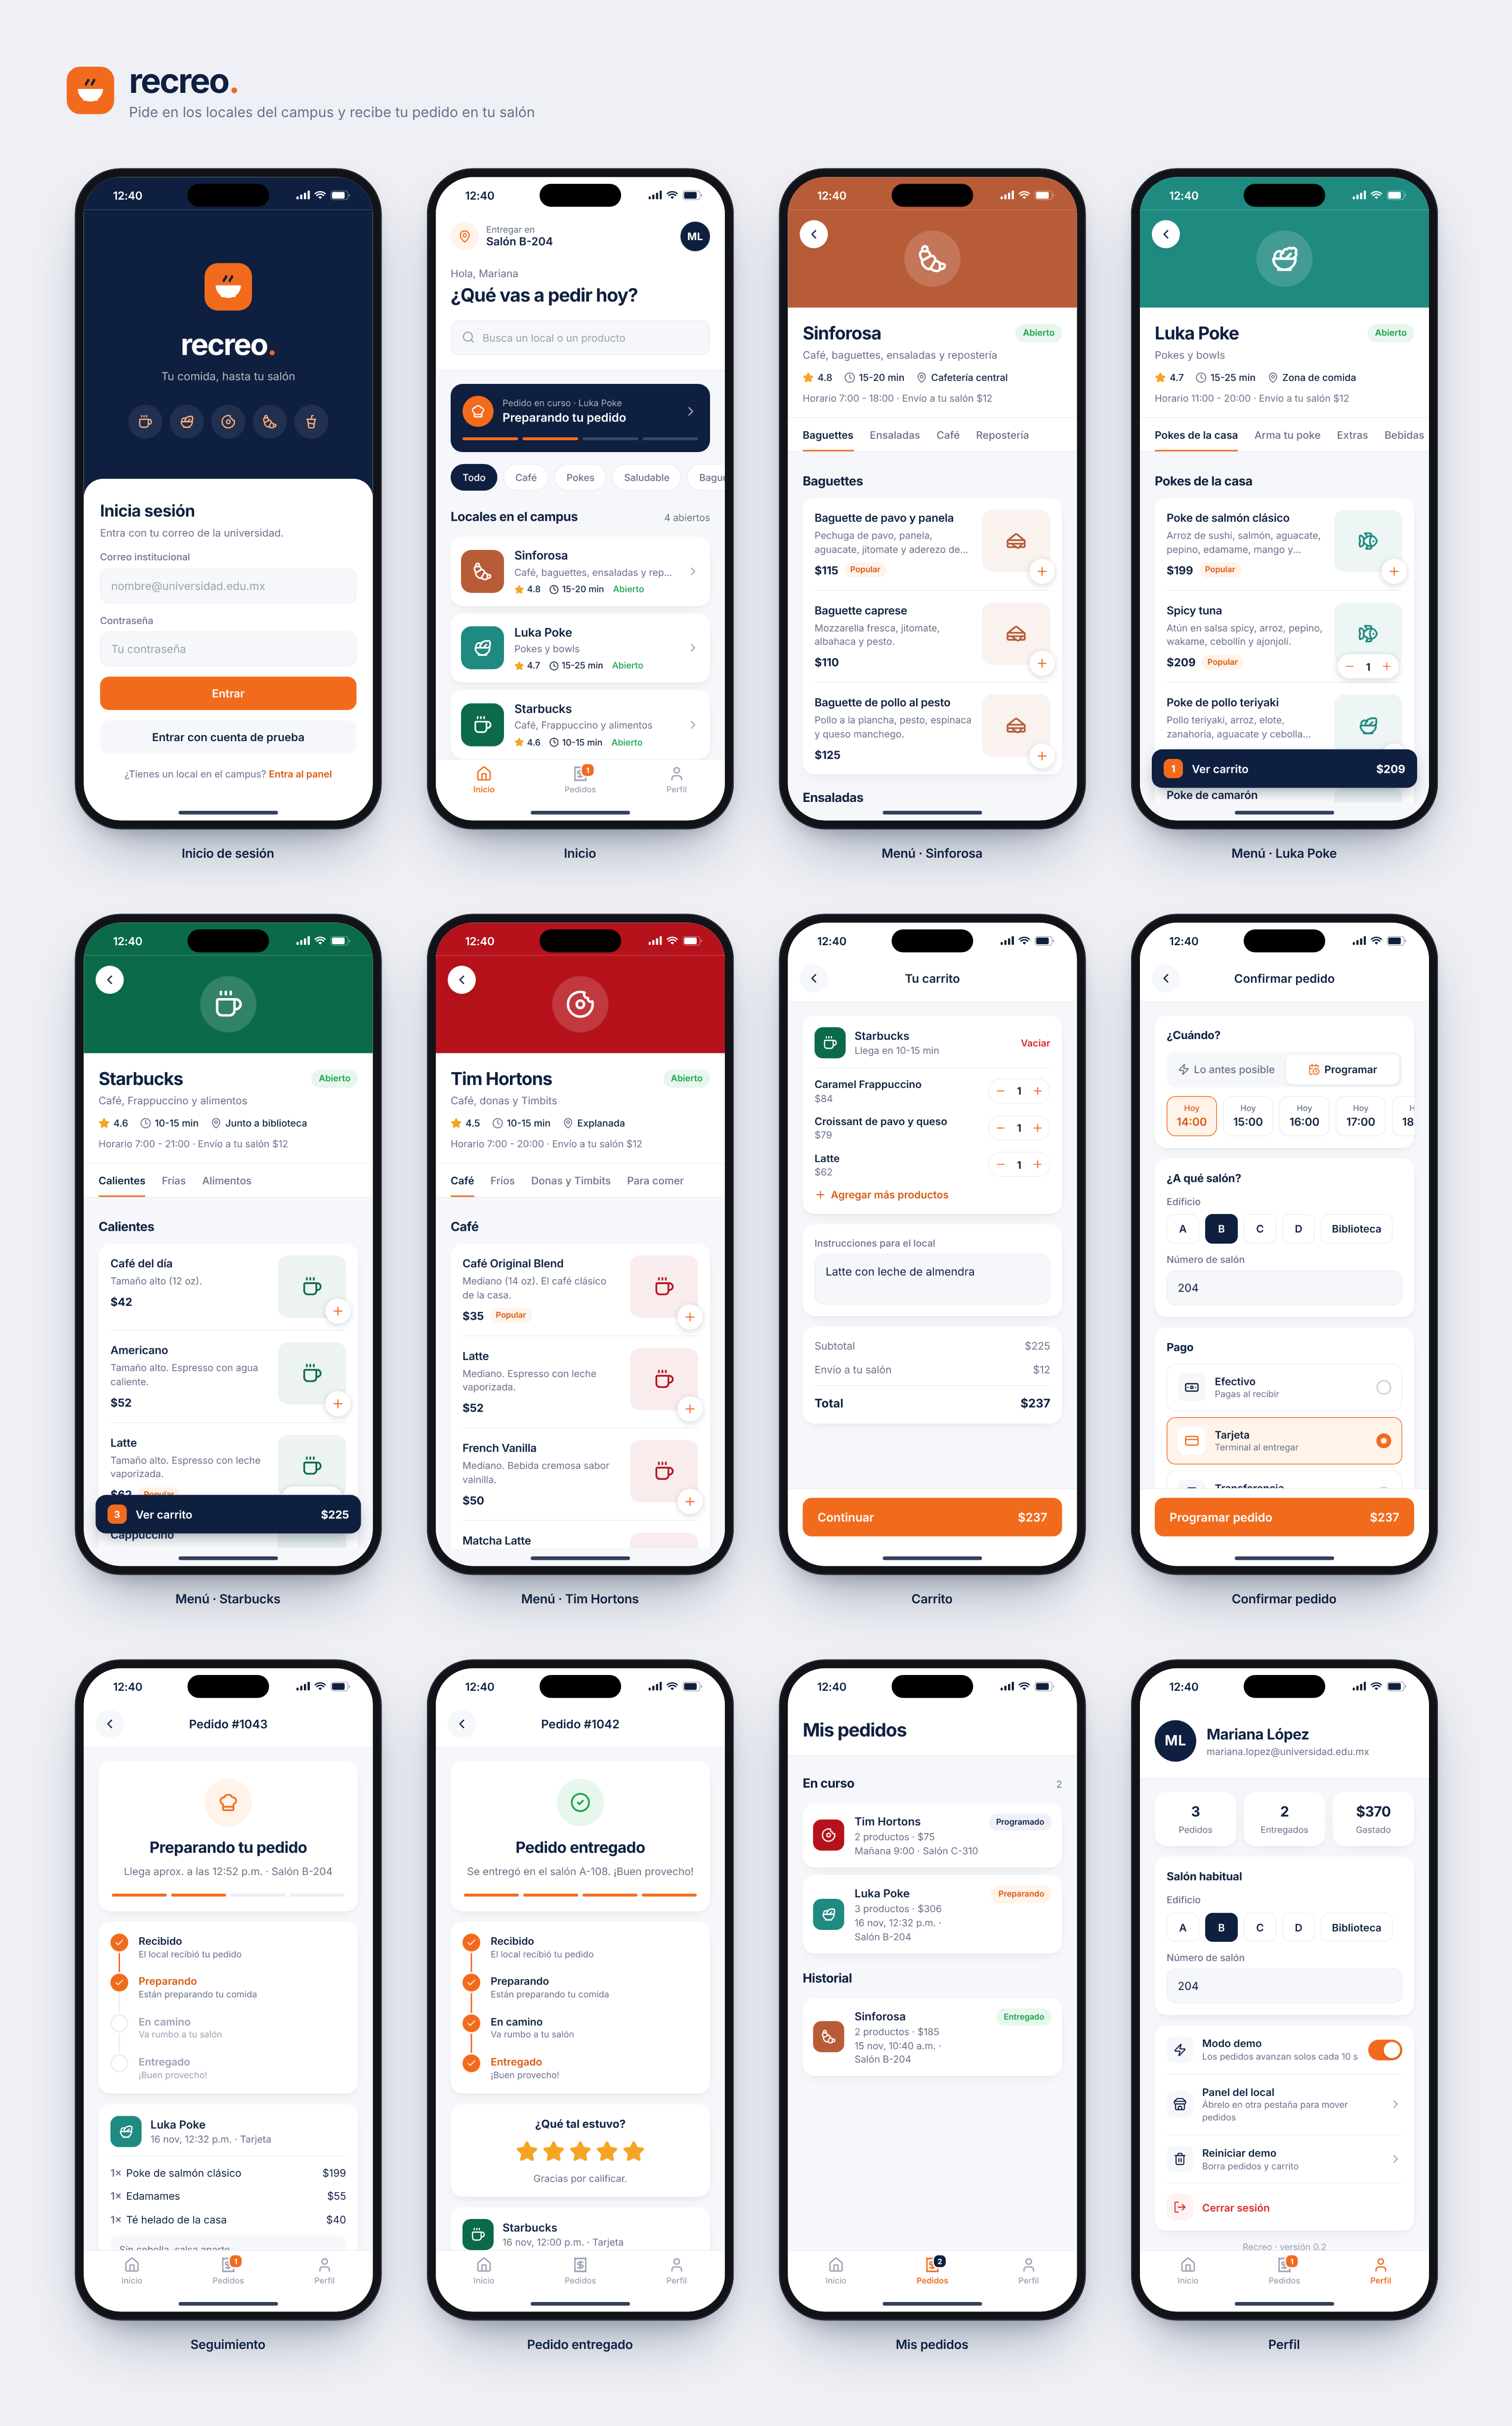 recreo.
Pide en los locales del campus y recibe tu pedido en tu salón
12:40
recreo.
Tu comida, hasta tu salón
Inicia sesión
Entra con tu correo de la universidad.
Correo institucional
nombre@universidad.edu.mx
Contraseña
Tu contraseña
Entrar
Entrar con cuenta de prueba
¿Tienes un local en el campus? Entra al panel
Inicio de sesión
12:40
Entregar en
Salón B-204
ML
Hola, Mariana
¿Qué vas a pedir hoy?
Busca un local o un producto
Pedido en curso · Luka Poke
Preparando tu pedido
Todo Café Pokes Saludable Bague
Locales en el campus 4 abiertos
Sinforosa
Café, baguettes, ensaladas y rep...
4.8 15-20 min Abierto
Luka Poke
Pokes y bowls
4.7 15-25 min Abierto
Starbucks
Café, Frappuccino y alimentos
4.6 10-15 min Abierto
1
Inicio Pedidos Perfil
Inicio
12:40
Sinforosa Abierto
Café, baguettes, ensaladas y repostería
4.8 15-20 min Cafetería central
Horario 7:00 - 18:00 · Envío a tu salón $12
Baguettes Ensaladas Café Repostería
Baguettes
Baguette de pavo y panela
Pechuga de pavo, panela,
aguacate, jitomate y aderezo de...
$115 Popular
Baguette caprese
Mozzarella fresca, jitomate,
albahaca y pesto.
$110
Baguette de pollo al pesto
Pollo a la plancha, pesto, espinaca
y queso manchego.
$125
Ensaladas
Menú · Sinforosa
12:40
Luka Poke Abierto
Pokes y bowls
4.7 15-25 min Zona de comida
Horario 11:00 - 20:00 · Envío a tu salón $12
Pokes de la casa Arma tu poke Extras Bebidas
Pokes de la casa
Poke de salmón clásico
Arroz de sushi, salmón, aguacate,
pepino, edamame, mango y...
$199 Popular
Spicy tuna
Atún en salsa spicy, arroz, pepino,
wakame, cebollín y ajonjolí.
$209 Popular
− 1 +
Poke de pollo teriyaki
Pollo teriyaki, arroz, elote,
zanahoria, aguacate y cebolla...
1 Ver carrito $209
Poke de camarón
Menú · Luka Poke
12:40
Starbucks Abierto
Café, Frappuccino y alimentos
4.6 10-15 min Junto a biblioteca
Horario 7:00 - 21:00 · Envío a tu salón $12
Calientes Frías Alimentos
Calientes
Café del día
Tamaño alto (12 oz).
$42
Americano
Tamaño alto. Espresso con agua
caliente.
$52
Latte
Tamaño alto. Espresso con leche
vaporizada.
$62 Popular
3 Ver carrito $225
Cappuccino
Menú · Starbucks
12:40
Tim Hortons Abierto
Café, donas y Timbits
4.5 10-15 min Explanada
Horario 7:00 - 20:00 · Envío a tu salón $12
Café Fríos Donas y Timbits Para comer
Café
Café Original Blend
Mediano (14 oz). El café clásico
de la casa.
$35 Popular
Latte
Mediano. Espresso con leche
vaporizada.
$52
French Vanilla
Mediano. Bebida cremosa sabor
vainilla.
$50
Matcha Latte
Menú · Tim Hortons
12:40
Tu carrito
Starbucks
Llega en 10-15 min
Vaciar
Caramel Frappuccino
$84
− 1 +
Croissant de pavo y queso
$79
− 1 +
Latte
$62
− 1 +
+ Agregar más productos
Instrucciones para el local
Latte con leche de almendra
Subtotal $225
Envío a tu salón $12
Total $237
Continuar $237
Carrito
12:40
Confirmar pedido
¿Cuándo?
Lo antes posible Programar
Hoy Hoy Hoy Hoy H
14:00 15:00 16:00 17:00 18
¿A qué salón?
Edificio
A B C D Biblioteca
Número de salón
204
Pago
Efectivo
Pagas al recibir
Tarjeta
Terminal al entregar
Transferencia
Programar pedido $237
Confirmar pedido
12:40
Pedido #1043
Preparando tu pedido
Llega aprox. a las 12:52 p.m. · Salón B-204
Recibido
El local recibió tu pedido
Preparando
Están preparando tu comida
En camino
Va rumbo a tu salón
Entregado
¡Buen provecho!
Luka Poke
16 nov, 12:32 p.m. · Tarjeta
1× Poke de salmón clásico $199
1× Edamames $55
1× Té helado de la casa $40
Sin cebolla, salsa aparte
1
Inicio Pedidos Perfil
Seguimiento
12:40
Pedido #1042
Pedido entregado
Se entregó en el salón A-108. ¡Buen provecho!
Recibido
El local recibió tu pedido
Preparando
Están preparando tu comida
En camino
Va rumbo a tu salón
Entregado
¡Buen provecho!
¿Qué tal estuvo?
Gracias por calificar.
Starbucks
16 nov, 12:00 p.m. · Tarjeta
Inicio Pedidos Perfil
Pedido entregado
12:40
Mis pedidos
En curso 2
Tim Hortons Programado
2 productos · $75
Mañana 9:00 · Salón C-310
Luka Poke Preparando
3 productos · $306
16 nov, 12:32 p.m. ·
Salón B-204
Historial
Sinforosa Entregado
2 productos · $185
15 nov, 10:40 a.m. ·
Salón B-204
2
Inicio Pedidos Perfil
Mis pedidos
12:40
ML
Mariana López
mariana.lopez@universidad.edu.mx
3 2 $370
Pedidos Entregados Gastado
Salón habitual
Edificio
A B C D Biblioteca
Número de salón
204
Modo demo
Los pedidos avanzan solos cada 10 s
Panel del local
Ábrelo en otra pestaña para mover
pedidos
Reiniciar demo
Borra pedidos y carrito
Cerrar sesión
Recreo · versión 0.2
1
Inicio Pedidos Perfil
Perfil